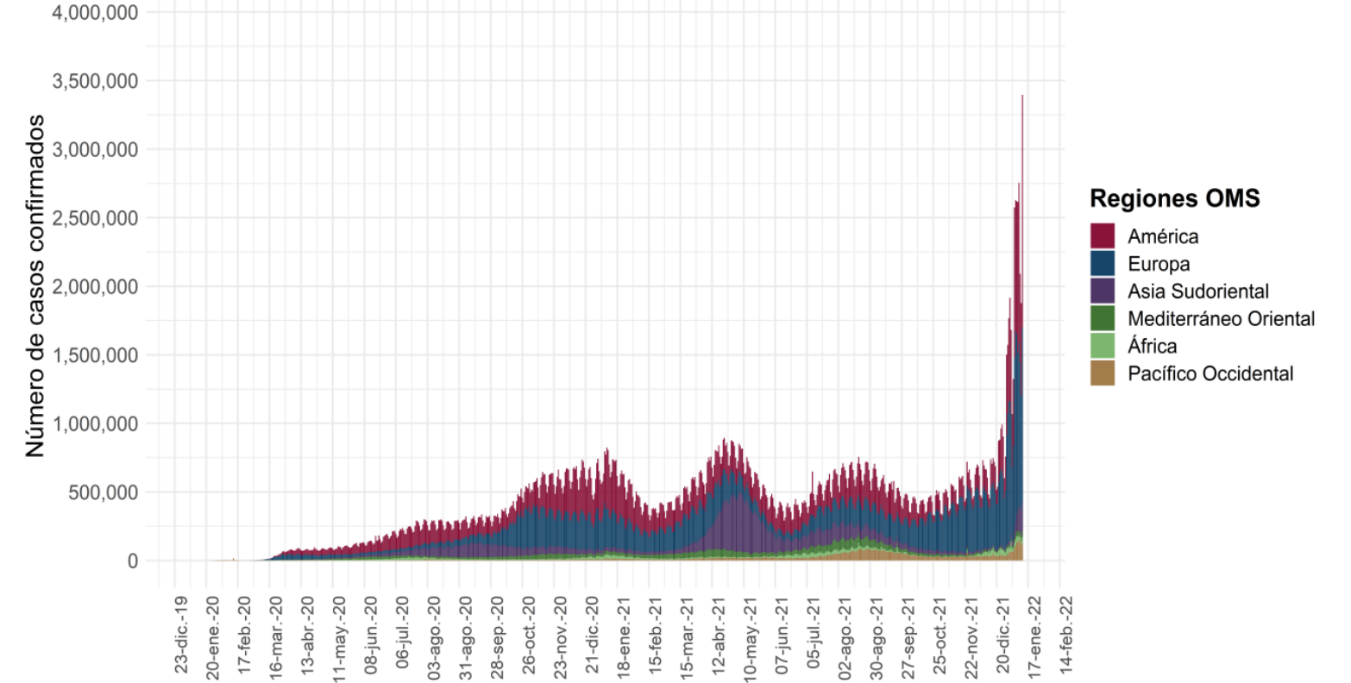 4,000,000
3,500,000
3,000,000
2,500,000
2,000,000
1,500,000
1,000,000
500,000
0
Número de casos confirmados
23-dic.-19
20-ene.-20
17-feb.-20
16-mar.-20
13-abr.-20
11-may.-20
08-jun.-20
06-jul.-20
03-ago.-20
31-ago.-20
28-sep.-20
26-oct.-20
23-nov.-20
21-dic.-20
18-ene.-21
15-feb.-21
15-mar.-21
12-abr.-21
10-may.-21
07-jun.-21
05-jul.-21
02-ago.-21
30-ago.-21
27-sep.-21
25-oct.-21
22-nov.-21
20-dic.-21
17-ene.-22
14-feb.-22
Regiones OMS
América
Europa
Asia Sudoriental
Mediterráneo Oriental
África
Pacífico Occidental